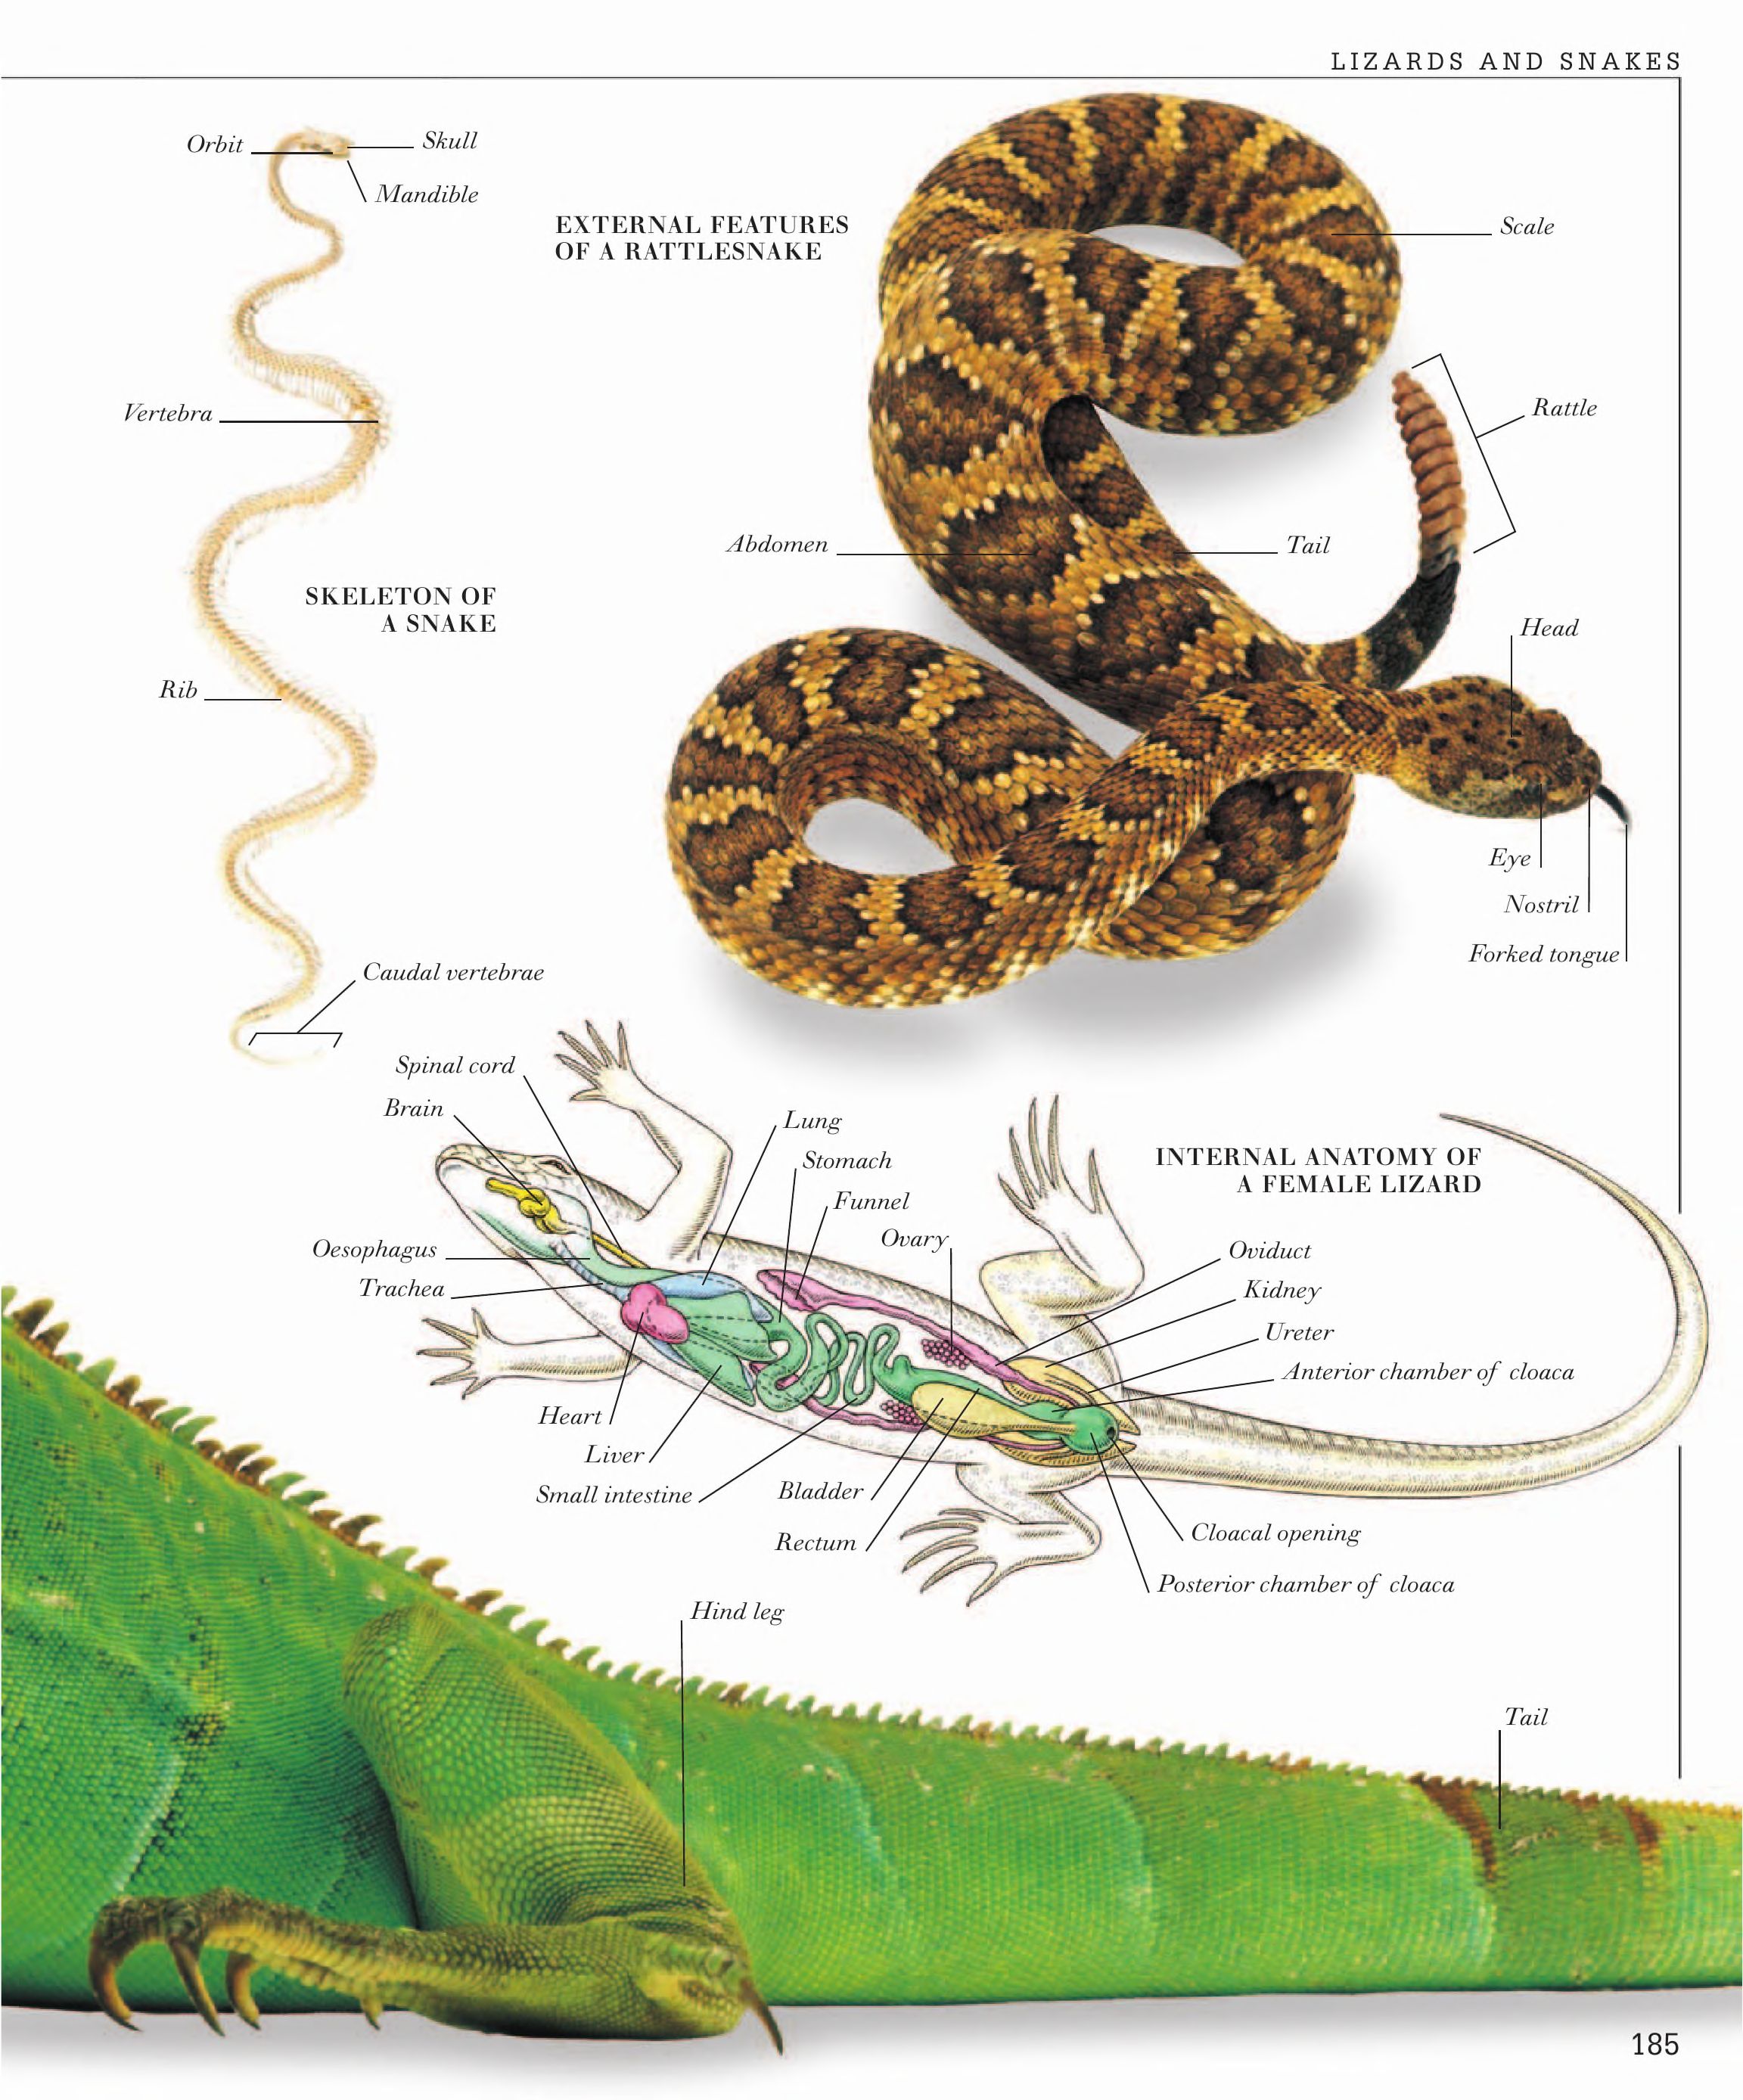 LIZARDS AND SNAKES
Orbit
Skull
Mandible
EXTERNAL FEATURES
OF A RATTLESNAKE
Scale
Vertebra
Rattle
Abdomen
Tail
SKELETON OF
A SNAKE
Head
Rib
Eye
Nostril
Forked tongue
Caudal vertebrae
Spinal cord
Brain
Lung
Stomach
Funnel
Ovary
INTERNAL ANATOMY OF
A FEMALE LIZARD
Oesophagus
Trachea
Oviduct
Kidney
Ureter
Anterior chamber of cloaca
Heart
Liver
Small intestine
Bladder
Rectum
Cloacal opening
Posterior chamber of cloaca
Hind leg
Tail
185